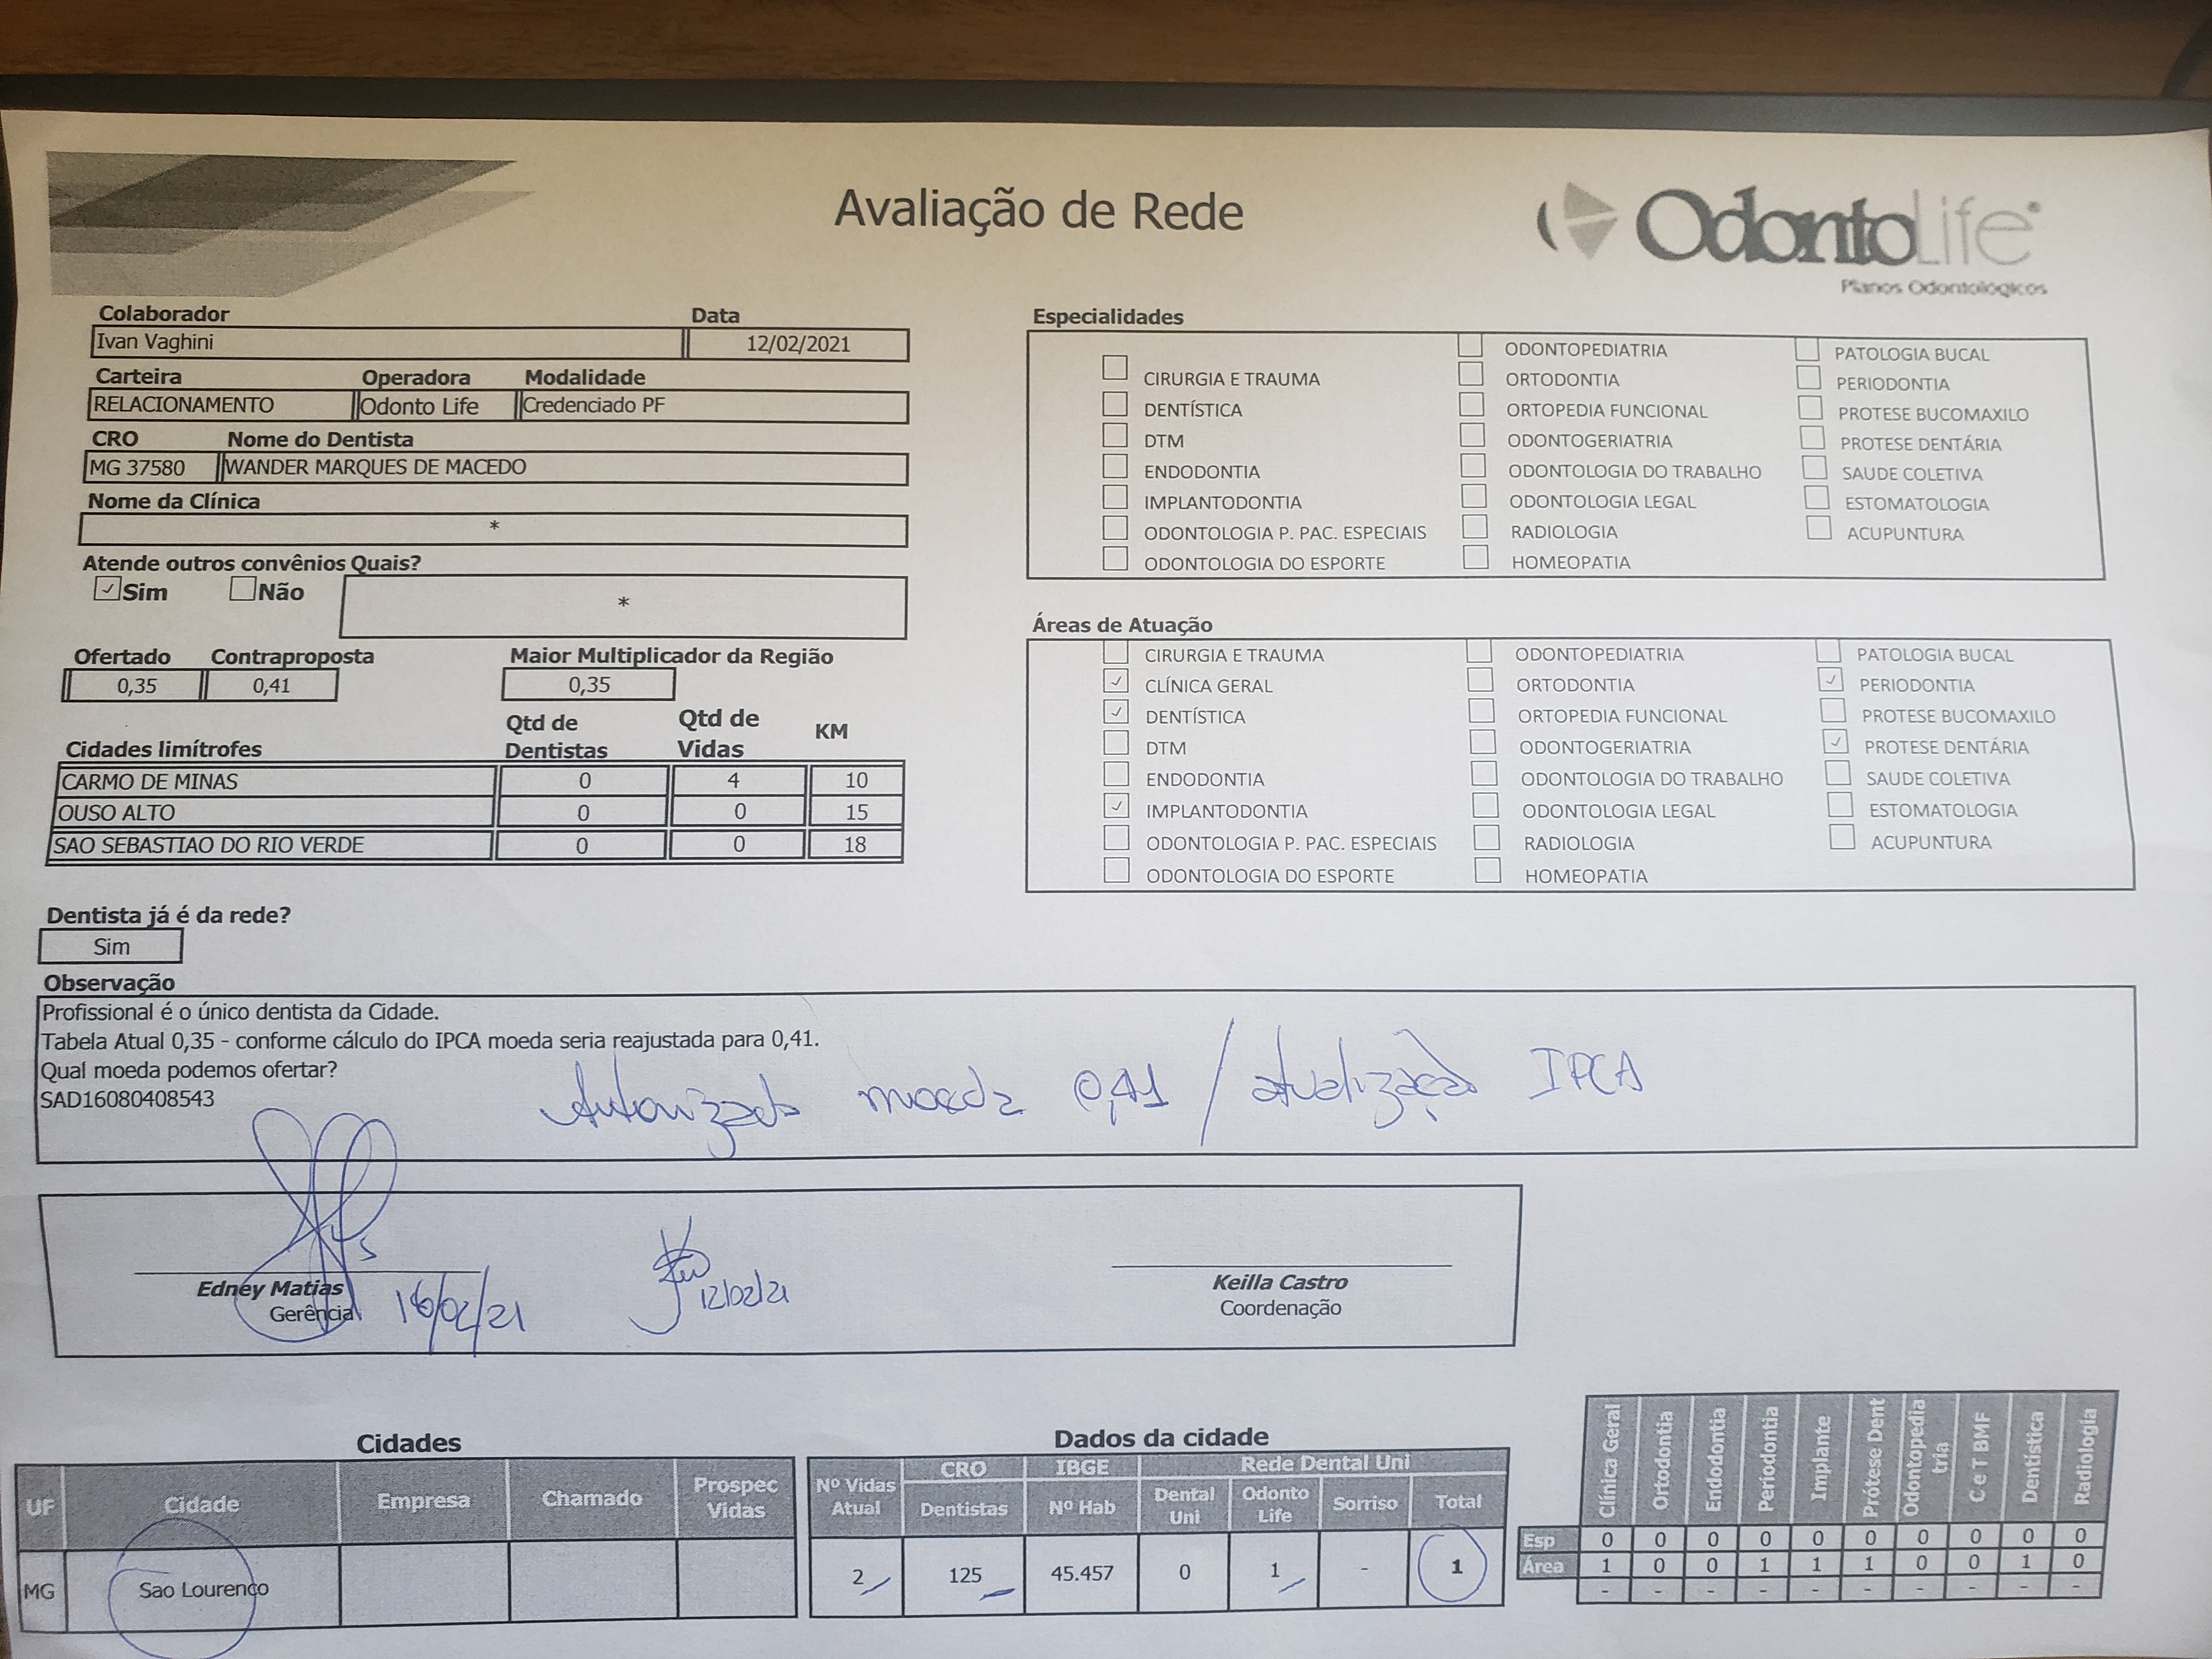 Avaliação de Rede
OdontoLife
Planos Odontológicos
Colaborador Data
Ivan Vaghini 12/02/2021
Carteira Operadora Modalidade
RELACIONAMENTO Odonto Life Credenciado PF
CRO Nome do Dentista
MG 37580 WANDER MARQUES DE MACEDO
Nome da Clínica
*
Atende outros convênios Quais?
Sim Não *
Ofertado Contraproposta Maior Multiplicador da Região
0,35 0,41 0,35
Cidades limítrofes Qtd de Dentistas Qtd de Vidas KM
CARMO DE MINAS 0 4 10
OUSO ALTO 0 0 15
SAO SEBASTIAO DO RIO VERDE 0 0 18
Especialidades
CIRURGIA E TRAUMA
DENTÍSTICA
DTM
ENDODONTIA
IMPLANTODONTIA
ODONTOLOGIA P. PAC. ESPECIAIS
ODONTOLOGIA DO ESPORTE
ODONTOPEDIATRIA
ORTODONTIA
ORTOPEDIA FUNCIONAL
ODONTOGERIATRIA
ODONTOLOGIA DO TRABALHO
ODONTOLOGIA LEGAL
RADIOLOGIA
HOMEOPATIA
PATOLOGIA BUCAL
PERIODONTIA
PROTESE BUCOMAXILO
PROTESE DENTÁRIA
SAUDE COLETIVA
ESTOMATOLOGIA
ACUPUNTURA
Áreas de Atuação
CIRURGIA E TRAUMA
CLÍNICA GERAL
DENTÍSTICA
DTM
ENDODONTIA
IMPLANTODONTIA
ODONTOLOGIA P. PAC. ESPECIAIS
ODONTOLOGIA DO ESPORTE
ODONTOPEDIATRIA
ORTODONTIA
ORTOPEDIA FUNCIONAL
ODONTOGERIATRIA
ODONTOLOGIA DO TRABALHO
ODONTOLOGIA LEGAL
RADIOLOGIA
HOMEOPATIA
PATOLOGIA BUCAL
PERIODONTIA
PROTESE BUCOMAXILO
PROTESE DENTÁRIA
SAUDE COLETIVA
ESTOMATOLOGIA
ACUPUNTURA
Dentista já é da rede?
Sim
Observação
Profissional é o único dentista da Cidade.
Tabela Atual 0,35 - conforme cálculo do IPCA moeda seria reajustada para 0,41.
Qual moeda podemos ofertar?
SAD16080408543
Autorizado moeda 0,41 / atualização IPCA
Edney Matias
Gerência
16/02/21
12/02/21
Keilla Castro
Coordenação
Cidades
UF Cidade Empresa Chamado Prospec Vidas
MG Sao Lourenco
Dados da cidade
Nº Vidas Atual CRO Dentistas IBGE Nº Hab Rede Dental Uni
Dental Uni Odonto Life Sorriso Total
2 125 45.457 0 1 - 1
Clínica Geral Ortodontia Endodontia Periodontia Implante Prótese Dent Odontopediatria C e T BMF Dentística Radiologia
Esp 0 0 0 0 0 0 0 0 0 0
Área 1 0 0 1 1 1 0 0 1 0
- - - - - - - - - -